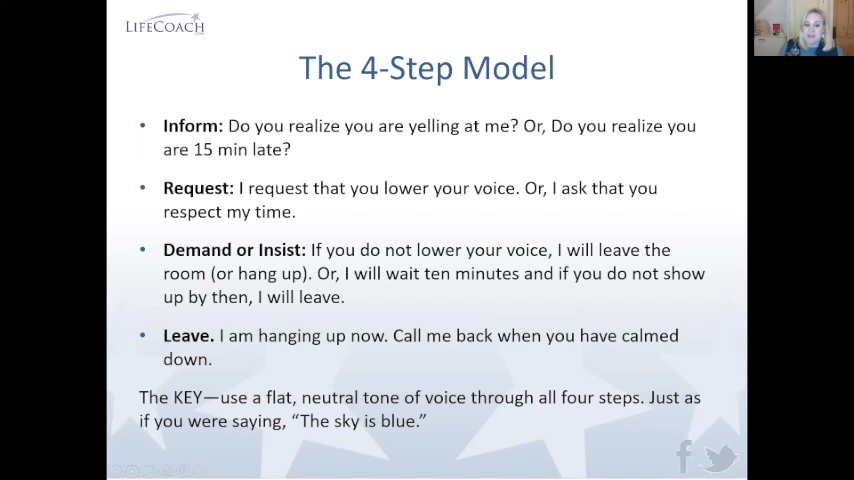 LIFECOACH
The 4-Step Model
• Inform: Do you realize you are yelling at me? Or, Do you realize you
are 15 min late?
• Request: I request that you lower your voice. Or, I ask that you
respect my time.
• Demand or Insist: If you do not lower your voice, I will leave the
room (or hang up). Or, I will wait ten minutes and if you do not show
up by then, I will leave.
• Leave. I am hanging up now. Call me back when you have calmed
down.
The KEY—use a flat, neutral tone of voice through all four steps. Just as
if you were saying, “The sky is blue.”